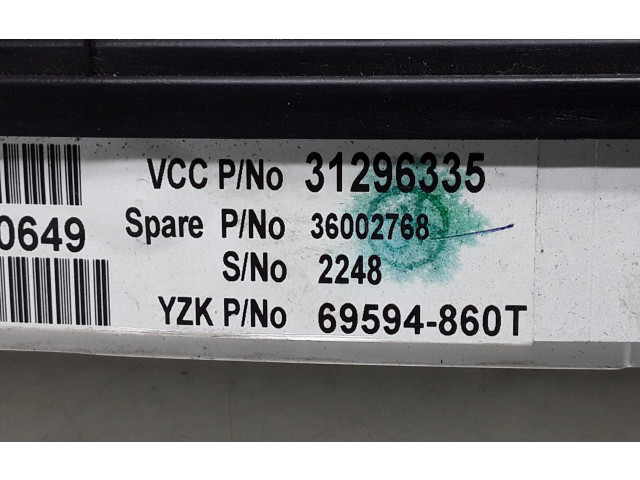 VCC P/No 31296335
0649 Spare P/No 36002768
S/No 2248
YZK P/No 69594-860T